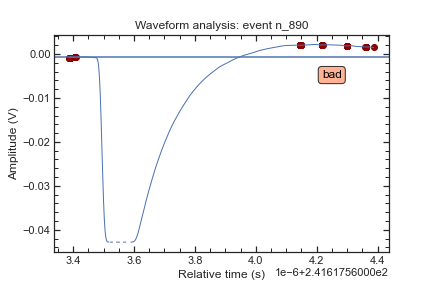 Waveform analysis: event n_890
0.00
−0.01
−0.02
−0.03
−0.04
Amplitude (V)
bad
3.4
3.6
3.8
4.0
4.2
4.4
Relative time (s)
1e−6+2.4161756000e2